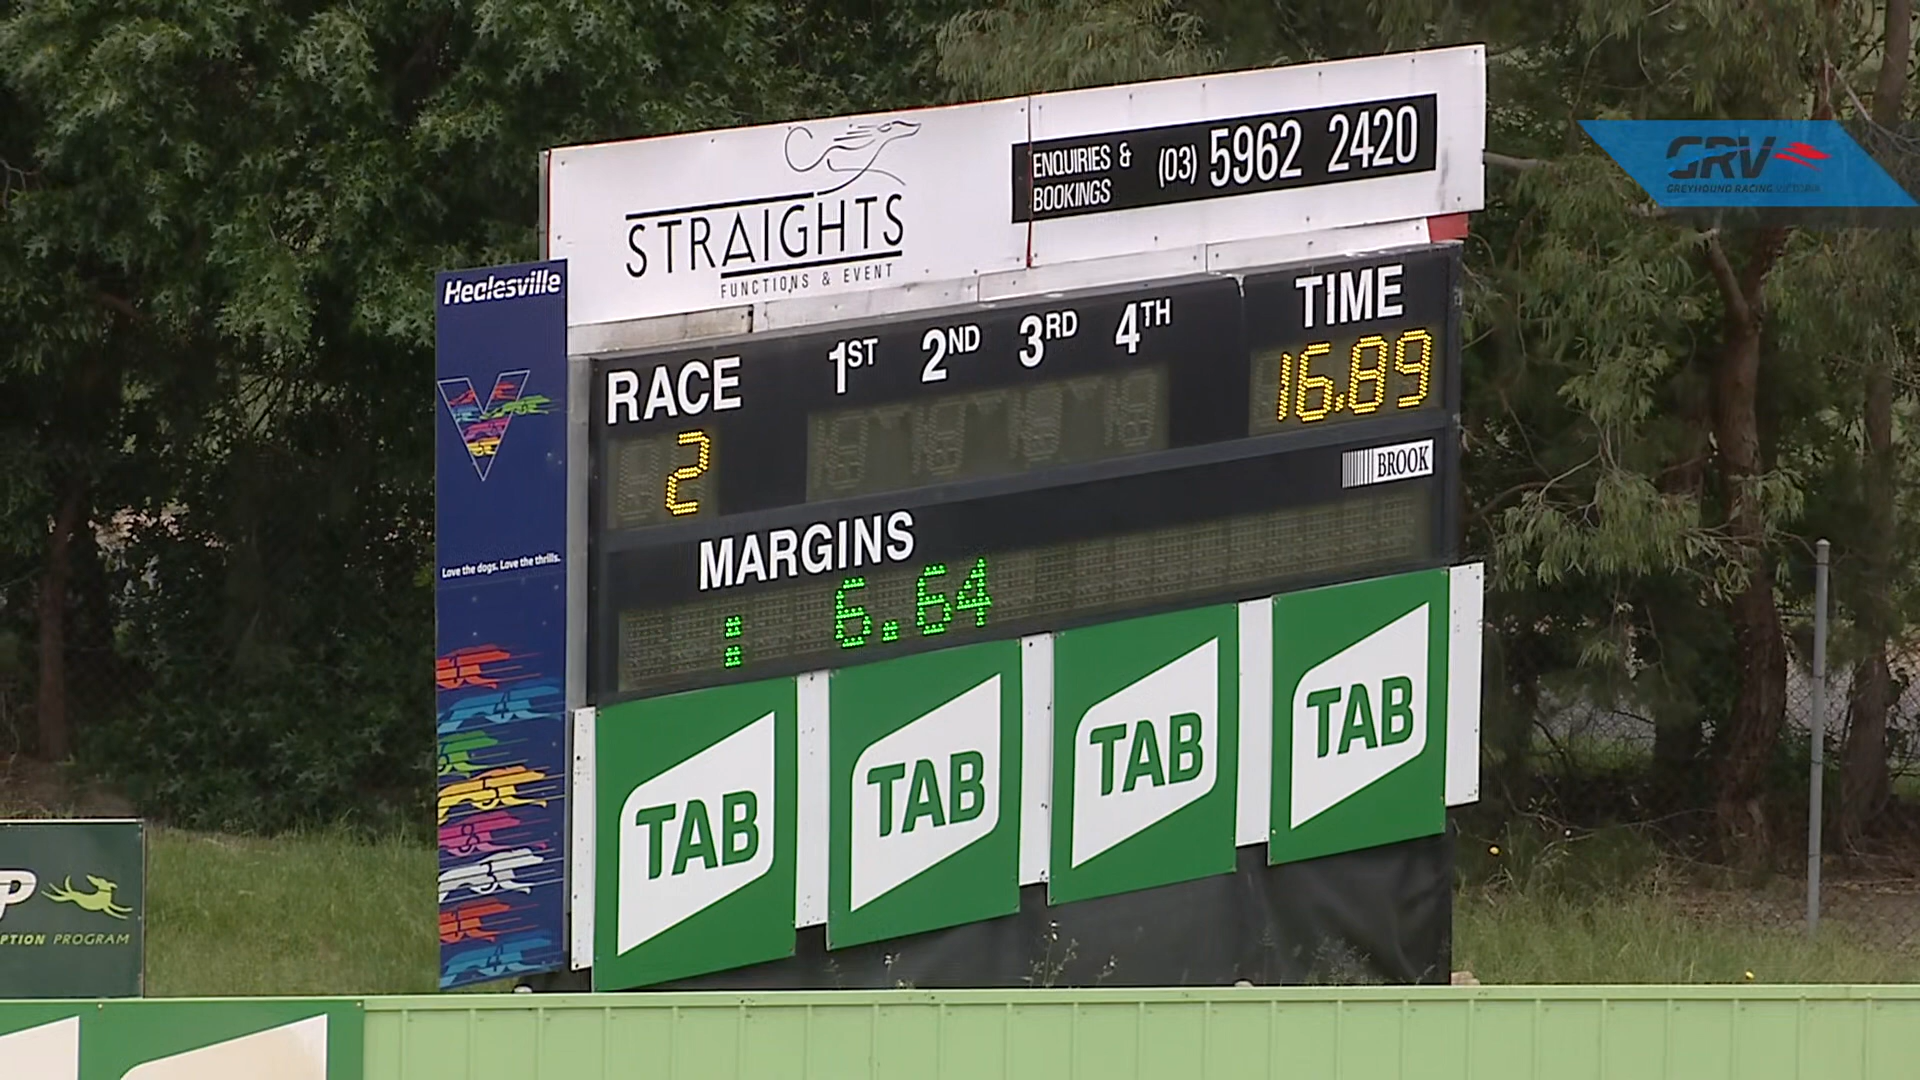 GRV
GREYHOUND RACING VICTORIA
STRAIGHTS
FUNCTIONS & EVENT
ENQUIRIES &
BOOKINGS
(03) 5962 2420
Healesville
Love the dogs. Love the thrills.
RACE 1ST 2ND 3RD 4TH TIME
2 16.89
BROOK
MARGINS
: 6.64
TAB TAB TAB TAB
P
PTION PROGRAM